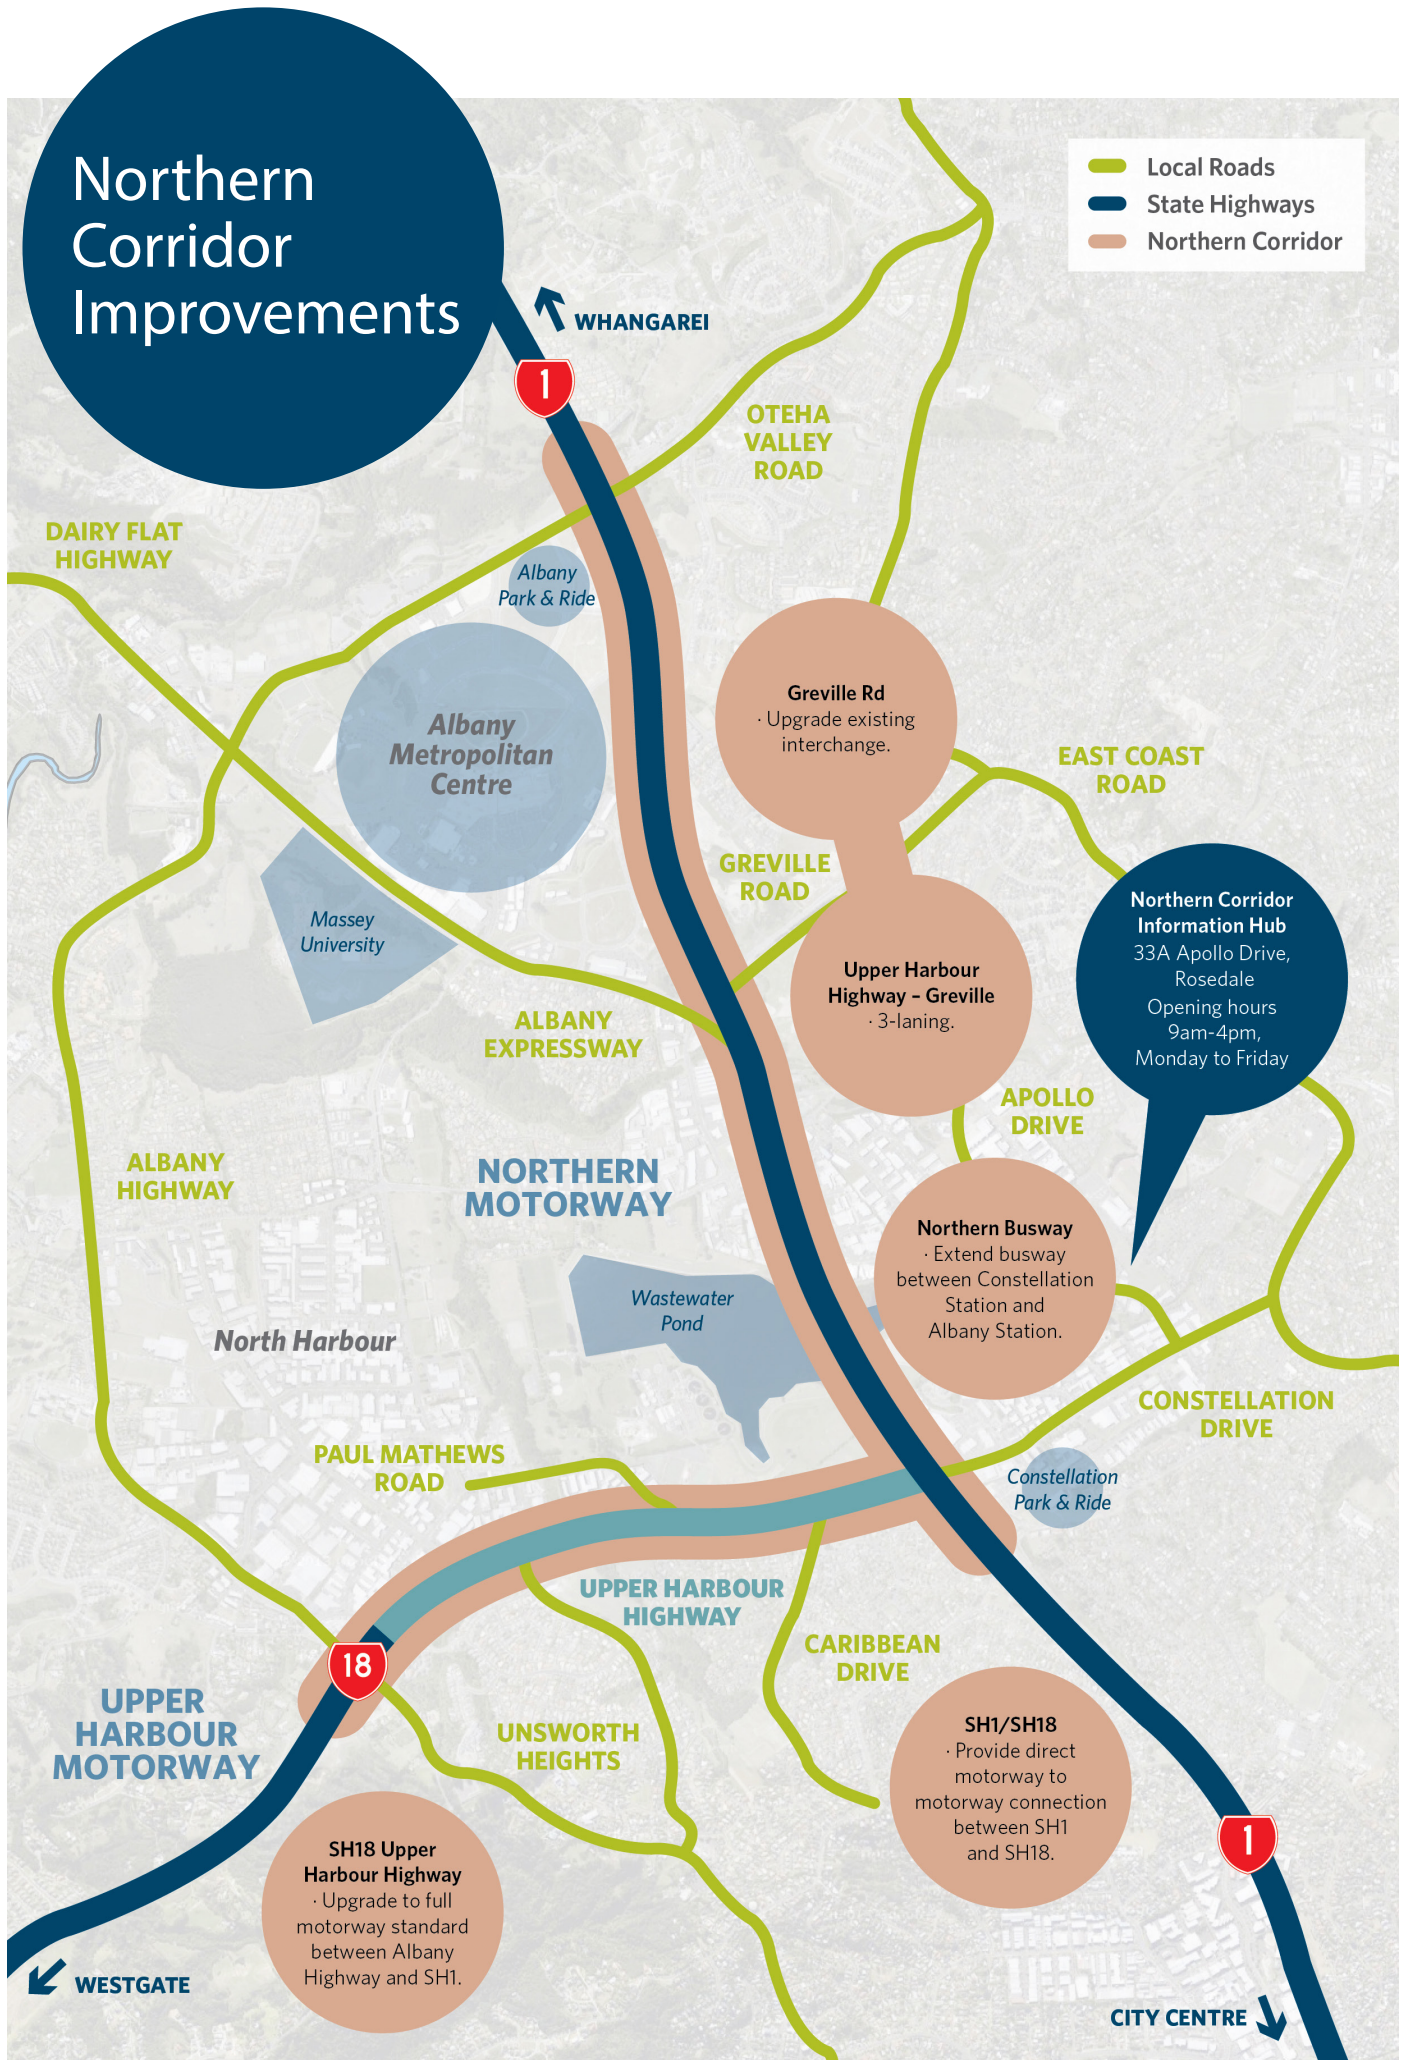 Northern
Corridor
Improvements
Local Roads
State Highways
Northern Corridor
WHANGAREI
1
OTEHA
VALLEY
ROAD
DAIRY FLAT
HIGHWAY
Albany
Park & Ride
Albany
Metropolitan
Centre
Greville Rd
· Upgrade existing
interchange.
EAST COAST
ROAD
GREVILLE
ROAD
Massey
University
Northern Corridor
Information Hub
33A Apollo Drive,
Rosedale
Opening hours
9am-4pm,
Monday to Friday
Upper Harbour
Highway – Greville
· 3-laning.
ALBANY
EXPRESSWAY
APOLLO
DRIVE
ALBANY
HIGHWAY
NORTHERN
MOTORWAY
Northern Busway
· Extend busway
between Constellation
Station and
Albany Station.
Wastewater
Pond
North Harbour
CONSTELLATION
DRIVE
PAUL MATHEWS
ROAD
Constellation
Park & Ride
UPPER HARBOUR
HIGHWAY
CARIBBEAN
DRIVE
18
UPPER
HARBOUR
MOTORWAY
UNSWORTH
HEIGHTS
SH1/SH18
· Provide direct
motorway to
motorway connection
between SH1
and SH18.
1
SH18 Upper
Harbour Highway
· Upgrade to full
motorway standard
between Albany
Highway and SH1.
WESTGATE
CITY CENTRE